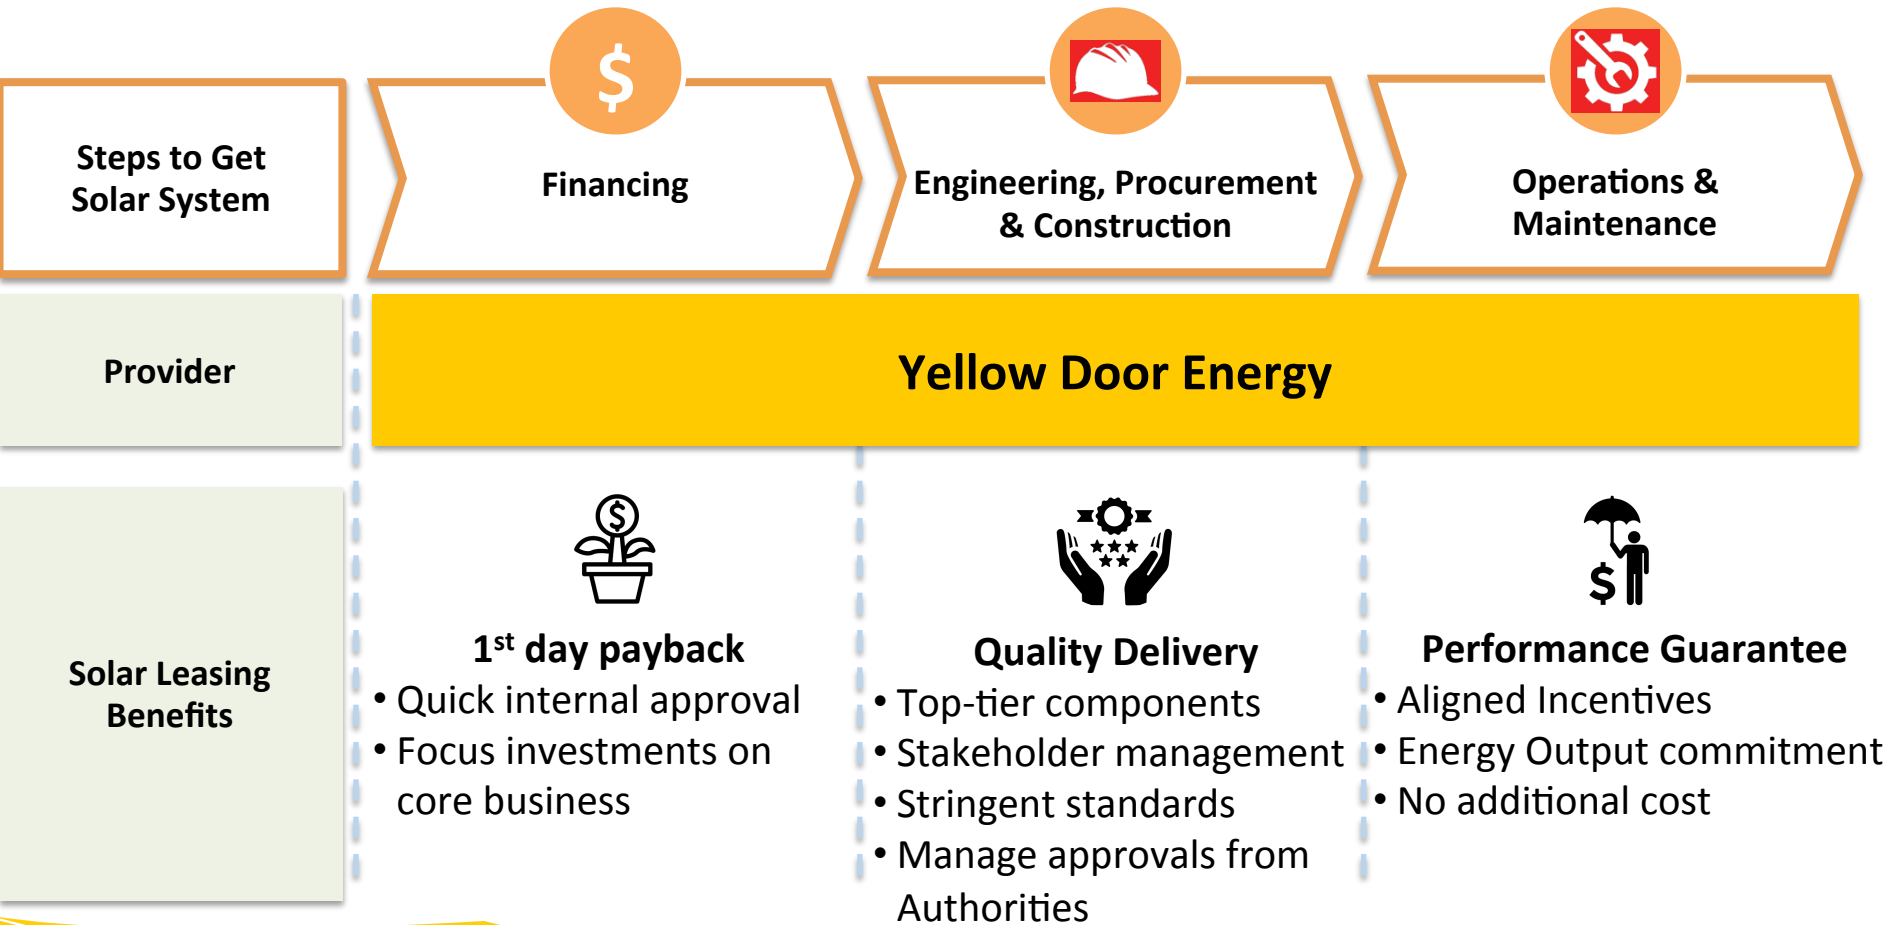 $
Steps to Get
Solar System
Financing
Engineering, Procurement
& Construction
Operations &
Maintenance
Provider
Yellow Door Energy
Solar Leasing
Benefits
$
1st day payback
• Quick internal approval
• Focus investments on
core business
Quality Delivery
• Top-tier components
• Stakeholder management
• Stringent standards
• Manage approvals from
Authorities
$
Performance Guarantee
• Aligned Incentives
• Energy Output commitment
• No additional cost